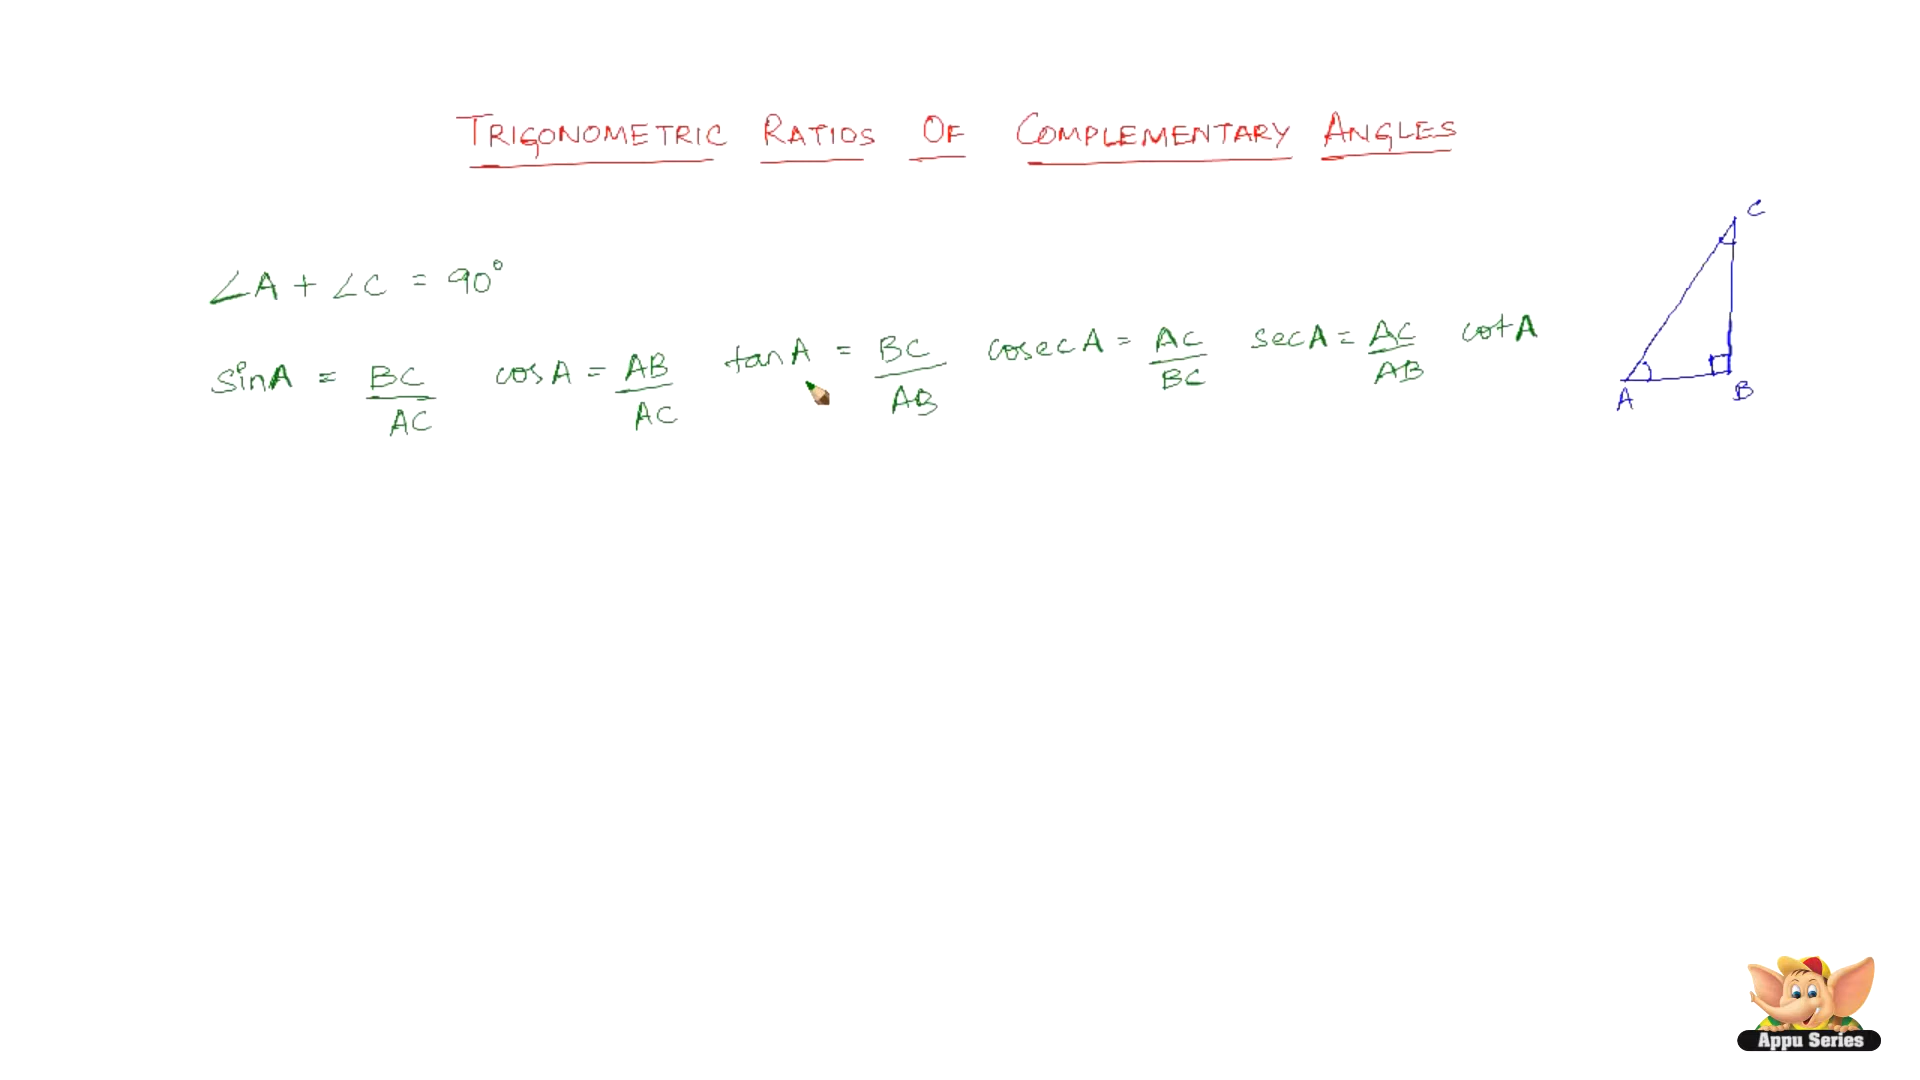 TRIGONOMETRIC RATIOS OF COMPLEMENTARY ANGLES
∠A + ∠C = 90°
sinA = BC/AC cosA = AB/AC tanA = BC/AB cosecA = AC/BC secA = AC/AB cotA
C
A
B
Appu Series